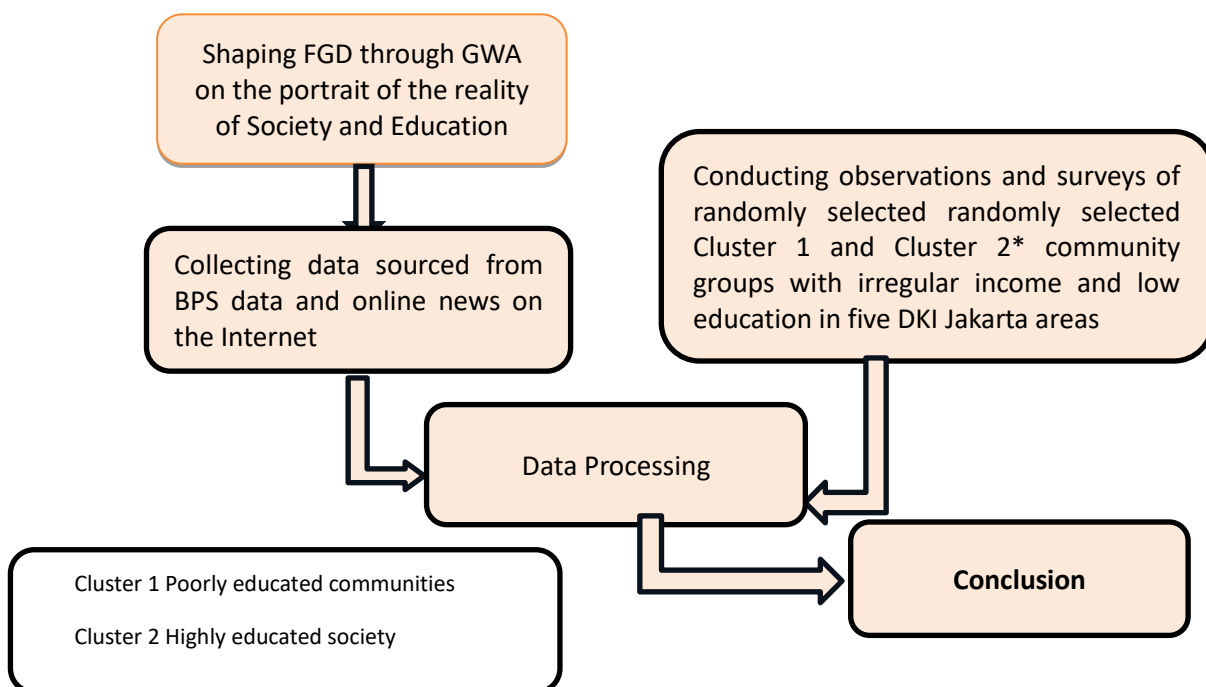 Shaping FGD through GWA
on the portrait of the reality
of Society and Education
Conducting observations and surveys of
randomly selected randomly selected
Cluster 1 and Cluster 2* community
groups with irregular income and low
education in five DKI Jakarta areas
Collecting data sourced from
BPS data and online news on
the Internet
Data Processing
Conclusion
Cluster 1 Poorly educated communities
Cluster 2 Highly educated society